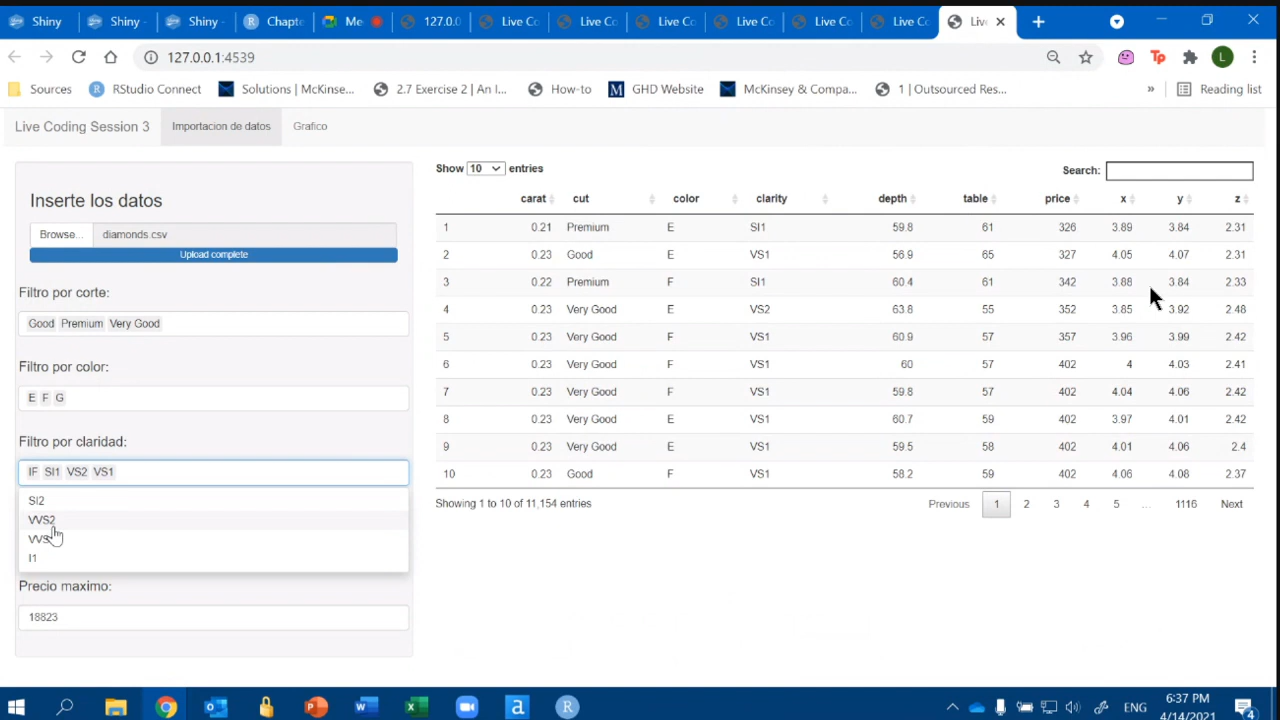 Shiny
Shiny -
Shiny -
Chapte
Me
127.0.0
Live Co
Live Co
Live Co
Live Co
Live Co
Live Co
Liv
127.0.0.1:4539
L
Sources
RStudio Connect
Solutions | McKinse...
2.7 Exercise 2 | An I...
How-to
GHD Website
McKinsey & Compa...
1 | Outsourced Res...
»
Reading list
Live Coding Session 3
Importacion de datos
Grafico
Inserte los datos
Browse... diamonds.csv
Upload complete
Filtro por corte:
Good Premium Very Good
Filtro por color:
E F G
Filtro por claridad:
IF SI1 VS2 VS1
SI2
VVS2
I1
Precio maximo:
18823
Show 10 entries
Search:
carat cut color clarity depth table price x y z
1 0.21 Premium E SI1 59.8 61 326 3.89 3.84 2.31
2 0.23 Good E VS1 56.9 65 327 4.05 4.07 2.31
3 0.22 Premium F SI1 60.4 61 342 3.88 3.84 2.33
4 0.23 Very Good E VS2 63.8 55 352 3.85 3.92 2.48
5 0.23 Very Good F VS1 60.9 57 357 3.96 3.99 2.42
6 0.23 Very Good F VS1 60 57 402 4 4.03 2.41
7 0.23 Very Good F VS1 59.8 57 402 4.04 4.06 2.42
8 0.23 Very Good E VS1 60.7 59 402 3.97 4.01 2.42
9 0.23 Very Good E VS1 59.5 58 402 4.01 4.06 2.4
10 0.23 Good F VS1 58.2 59 402 4.06 4.08 2.37
Showing 1 to 10 of 11,154 entries
Previous 1 2 3 4 5 ... 1116 Next
ENG
6:37 PM
4/14/2021
4